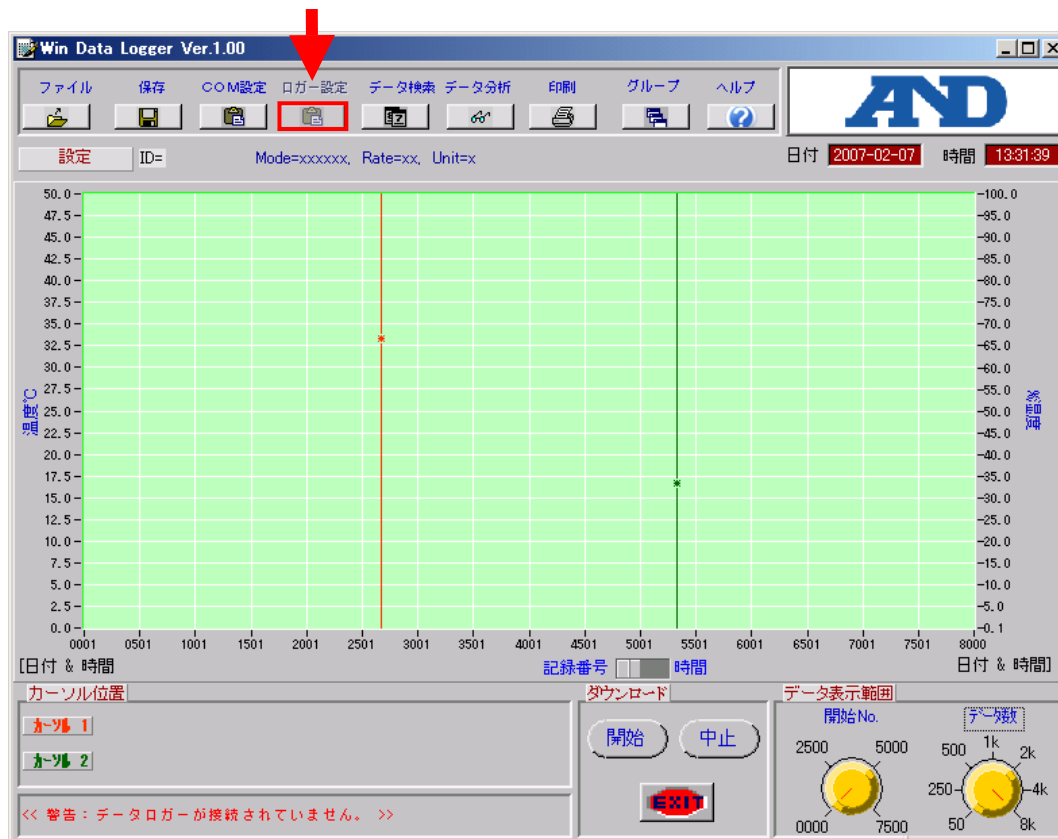 Win Data Logger Ver.1.00
ファイル 保存 COM設定 ロガー設定 データ検索 データ分析 印刷 グループ ヘルプ
AND
設定 ID= Mode=xxxxxx, Rate=xx, Unit=x 日付 2007-02-07 時間 13:31:39
50.0 100.0
47.5 95.0
45.0 90.0
42.5 85.0
40.0 80.0
37.5 75.0
35.0 70.0
32.5 65.0
30.0 60.0
27.5 55.0
25.0 50.0
22.5 45.0
20.0 40.0
17.5 35.0
15.0 30.0
12.5 25.0
10.0 20.0
7.5 15.0
5.0 10.0
2.5 5.0
0.0 0.1
温度℃
%湿度
0001 0501 1001 1501 2001 2501 3001 3501 4001 4501 5001 5501 6001 6501 7001 7501 8000
[日付 & 時間 記録番号 時間 日付 & 時間]
カーソル位置
カーソル 1
カーソル 2
<< 警告：データロガーが接続されていません。 >>
ダウンロード
開始 中止
EXIT
データ表示範囲
開始No. データ数
2500 5000 500 1k 2k
250 4k
0000 7500 50 8k